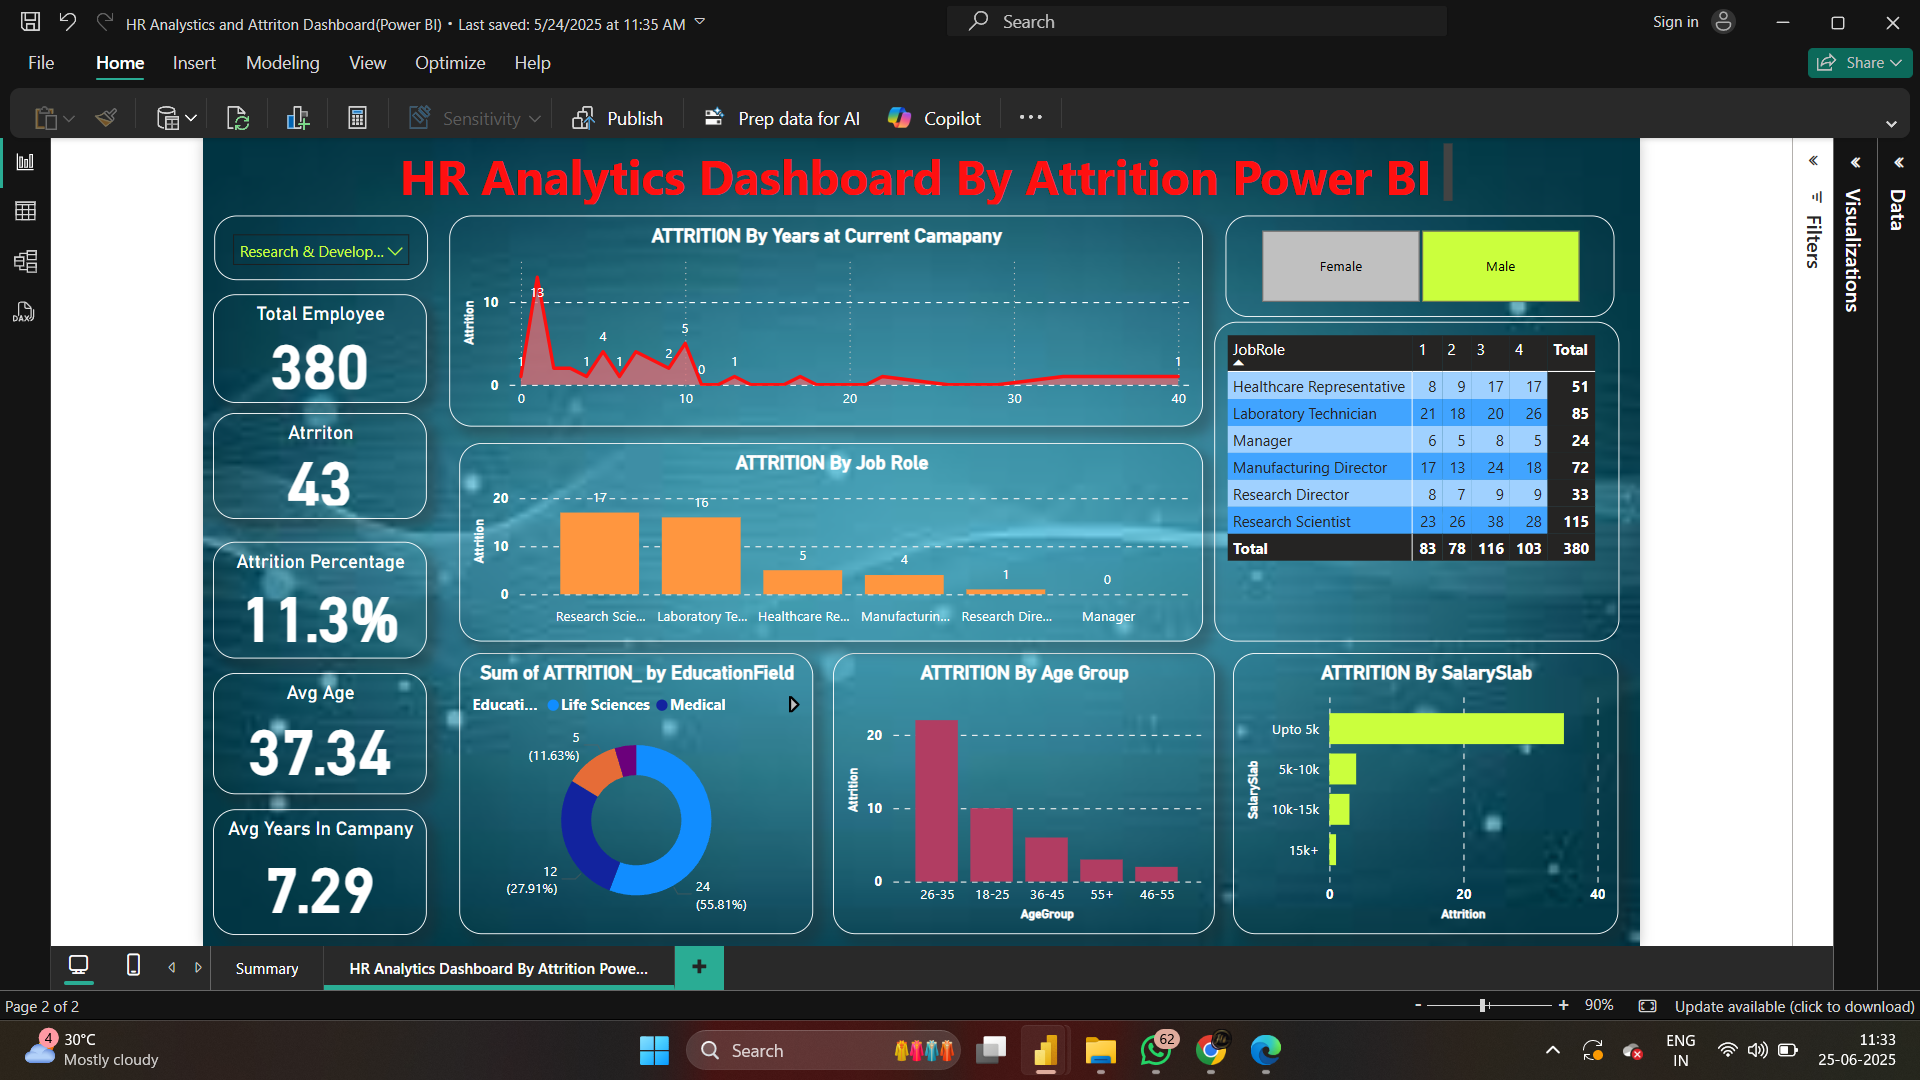 HR Analystics and Attriton Dashboard(Power BI) • Last saved: 5/24/2025 at 11:35 AM
Search
Sign in
File Home Insert Modeling View Optimize Help
Share
Sensitivity
Publish
Prep data for AI
Copilot
HR Analytics Dashboard By Attrition Power BI
Research & Develop...
Total Employee
380
Atrriton
43
Attrition Percentage
11.3%
Avg Age
37.34
Avg Years In Campany
7.29
ATTRITION By Years at Current Camapany
Attrition
10
0
1
13
1
4
1
2
5
0
1
1
0 10 20 30 40
ATTRITION By Job Role
Attrition
20
10
0
17
16
5
4
1
0
Research Scie... Laboratory Te... Healthcare Re... Manufacturin... Research Dire... Manager
Female
Male
JobRole 1 2 3 4 Total
Healthcare Representative 8 9 17 17 51
Laboratory Technician 21 18 20 26 85
Manager 6 5 8 5 24
Manufacturing Director 17 13 24 18 72
Research Director 8 7 9 9 33
Research Scientist 23 26 38 28 115
Total 83 78 116 103 380
Sum of ATTRITION_ by EducationField
Educati... Life Sciences Medical
5
(11.63%)
12
(27.91%)
24
(55.81%)
ATTRITION By Age Group
Attrition
20
10
0
26-35 18-25 36-45 55+ 46-55
AgeGroup
ATTRITION By SalarySlab
SalarySlab
Upto 5k
5k-10k
10k-15k
15k+
0 20 40
Attrition
Filters
Visualizations
Data
DAX
Summary
HR Analytics Dashboard By Attrition Powe...
Page 2 of 2
- + 90%
Update available (click to download)
4
30°C
Mostly cloudy
Search
62
ENG
IN
11:33
25-06-2025